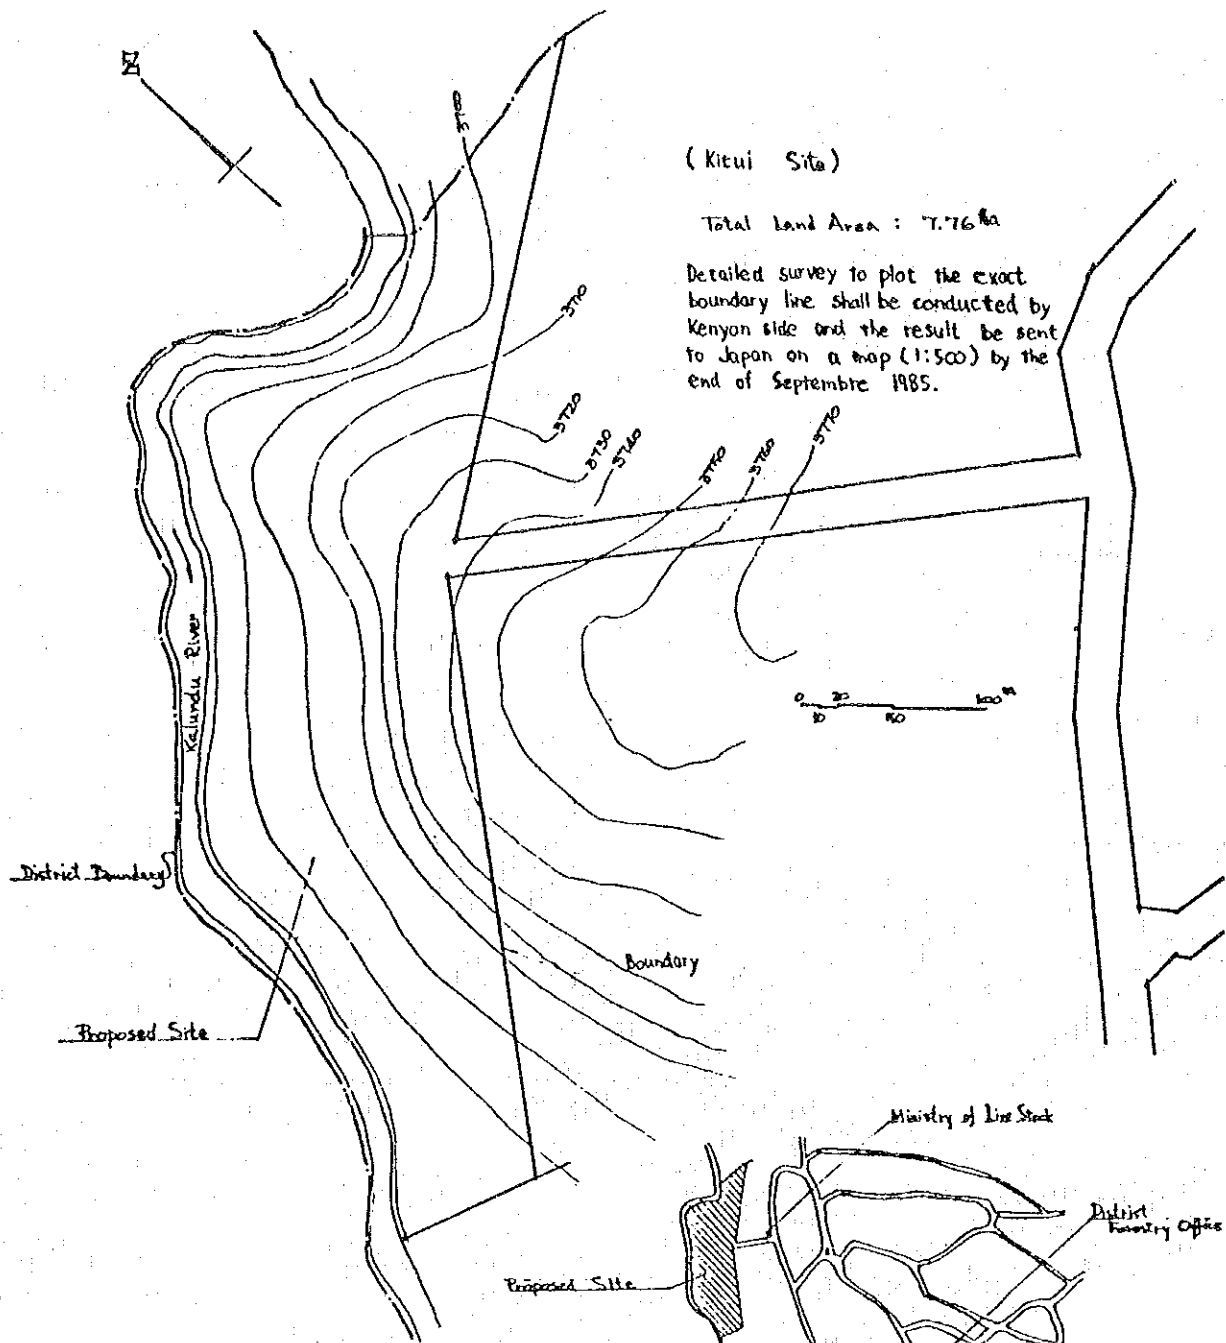 N
3700
(Kitui Site)
Total Land Area : 7.76 ha
Detailed survey to plot the exact
boundary line shall be conducted by
Kenyan side and the result be sent
to Japan on a map (1:500) by the
end of Septembre 1985.
3710
3720
3730
3740
3750
3760
3770
Kalundu River
0 20 100 m
10 50
District Boundary
Boundary
Proposed Site
Ministry of Live Stock
District
Forestry Office
Proposed Site